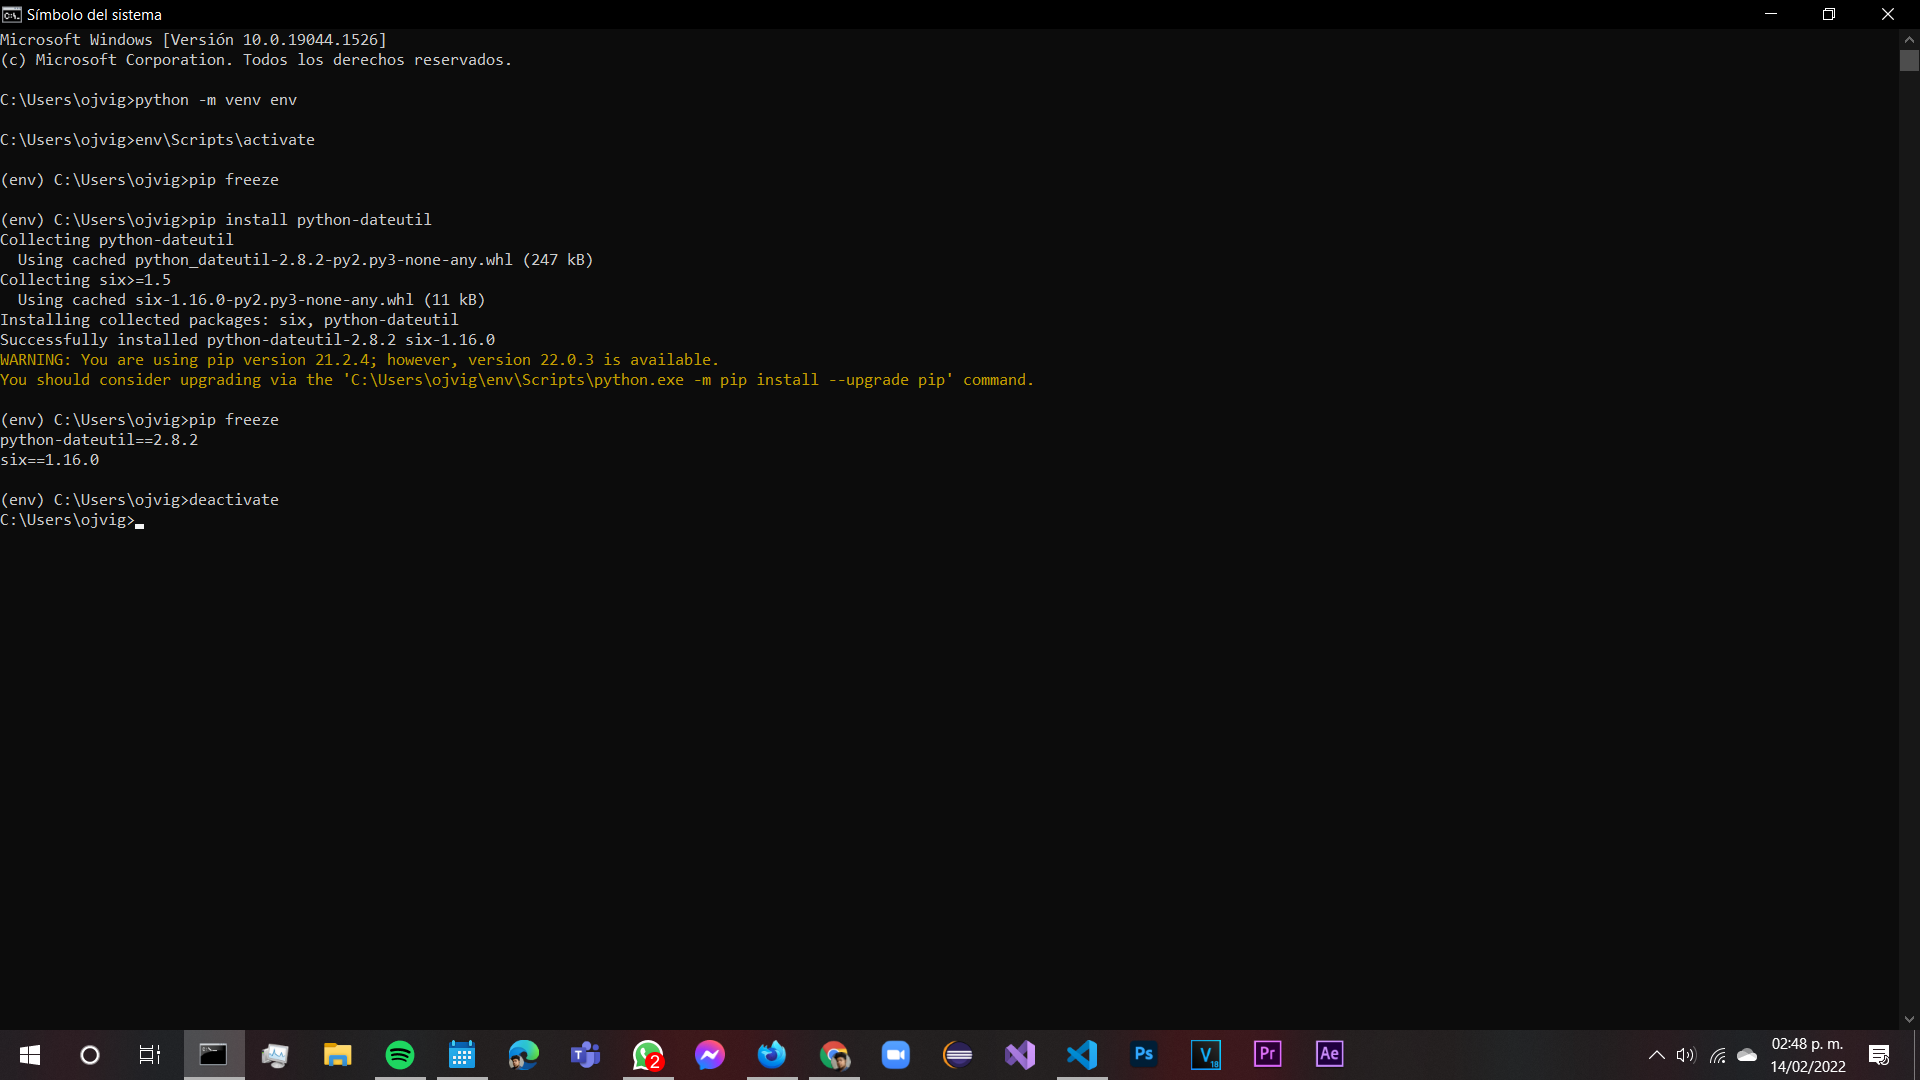 Símbolo del sistema
Microsoft Windows [Versión 10.0.19044.1526]
(c) Microsoft Corporation. Todos los derechos reservados.
C:\Users\ojvig>python -m venv env
C:\Users\ojvig>env\Scripts\activate
(env) C:\Users\ojvig>pip freeze
(env) C:\Users\ojvig>pip install python-dateutil
Collecting python-dateutil
  Using cached python_dateutil-2.8.2-py2.py3-none-any.whl (247 kB)
Collecting six>=1.5
  Using cached six-1.16.0-py2.py3-none-any.whl (11 kB)
Installing collected packages: six, python-dateutil
Successfully installed python-dateutil-2.8.2 six-1.16.0
WARNING: You are using pip version 21.2.4; however, version 22.0.3 is available.
You should consider upgrading via the 'C:\Users\ojvig\env\Scripts\python.exe -m pip install --upgrade pip' command.
(env) C:\Users\ojvig>pip freeze
python-dateutil==2.8.2
six==1.16.0
(env) C:\Users\ojvig>deactivate
C:\Users\ojvig>
2
Ps
V 18
Pr
Ae
02:48 p. m.
14/02/2022